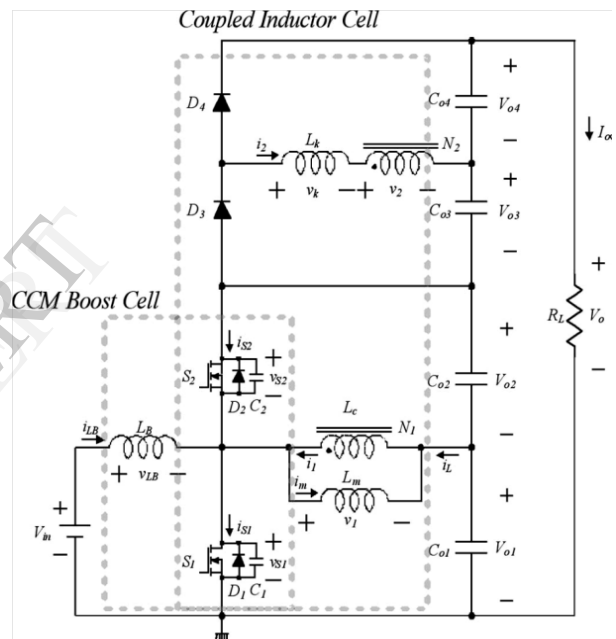 Coupled Inductor Cell
D4
Co4
+
Vo4
−
i2
Lk
N2
Io
+ vk −
+ v2 −
D3
Co3
+
Vo3
−
CCM Boost Cell
RL
+
Vo
−
iS2
S2
+
vS2
−
D2 C2
Co2
+
Vo2
−
iLB
LB
+ vLB −
Lc
N1
i1
iL
im
Lm
+ v1 −
Vin
+
−
iS1
S1
+
vS1
−
D1 C1
Co1
+
Vo1
−